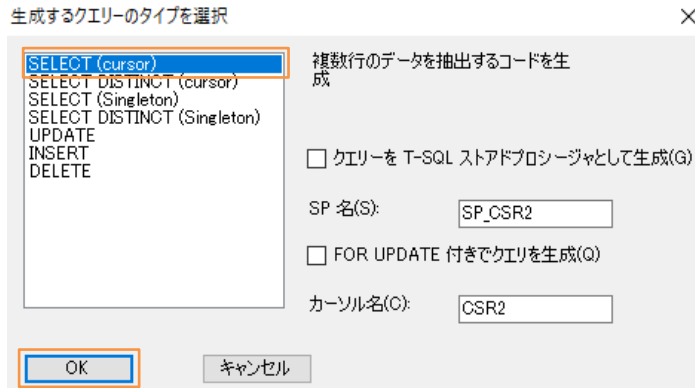 生成するクエリーのタイプを選択
SELECT (cursor)
SELECT DISTINCT (cursor)
SELECT (Singleton)
SELECT DISTINCT (Singleton)
UPDATE
INSERT
DELETE
複数行のデータを抽出するコードを生
成
クエリーを T-SQL ストアドプロシージャとして生成(G)
SP 名(S):
SP_CSR2
FOR UPDATE 付きでクエリを生成(Q)
カーソル名(C):
CSR2
OK
キャンセル